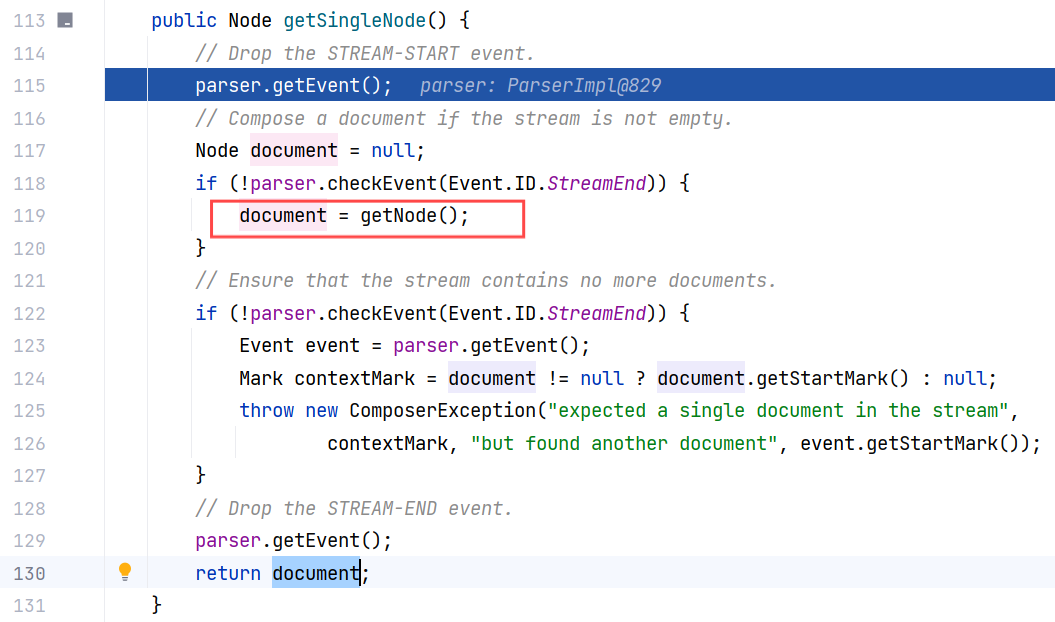 113 public Node getSingleNode() {
114 // Drop the STREAM-START event.
115 parser.getEvent(); parser: ParserImpl@829
116 // Compose a document if the stream is not empty.
117 Node document = null;
118 if (!parser.checkEvent(Event.ID.StreamEnd)) {
119 document = getNode();
120 }
121 // Ensure that the stream contains no more documents.
122 if (!parser.checkEvent(Event.ID.StreamEnd)) {
123 Event event = parser.getEvent();
124 Mark contextMark = document != null ? document.getStartMark() : null;
125 throw new ComposerException("expected a single document in the stream",
126 contextMark, "but found another document", event.getStartMark());
127 }
128 // Drop the STREAM-END event.
129 parser.getEvent();
130 return document;
131 }